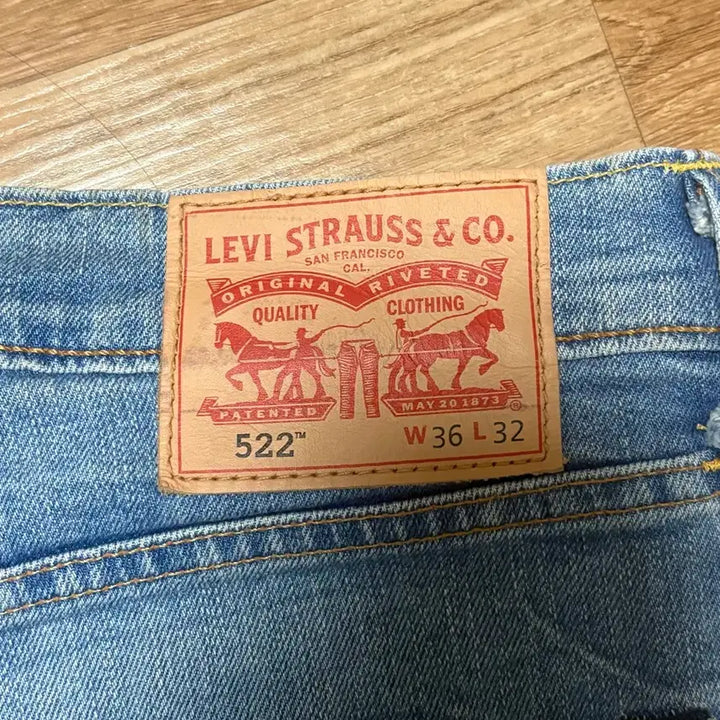 LEVI STRAUSS & CO.
SAN FRANCISCO
CAL.
ORIGINAL RIVETED
QUALITY CLOTHING
PATENTED MAY 20 1873 ®
522™ W 36 L 32